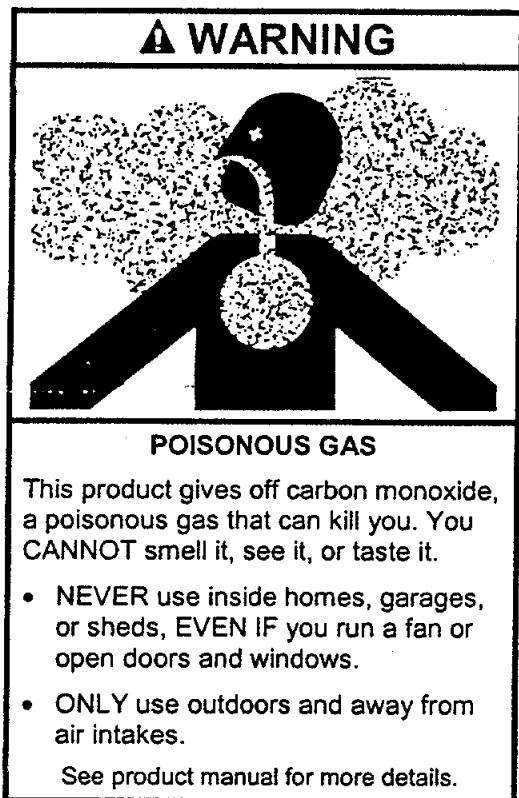 ⚠ WARNING
POISONOUS GAS
This product gives off carbon monoxide,
a poisonous gas that can kill you. You
CANNOT smell it, see it, or taste it.
• NEVER use inside homes, garages,
or sheds, EVEN IF you run a fan or
open doors and windows.
• ONLY use outdoors and away from
air intakes.
See product manual for more details.